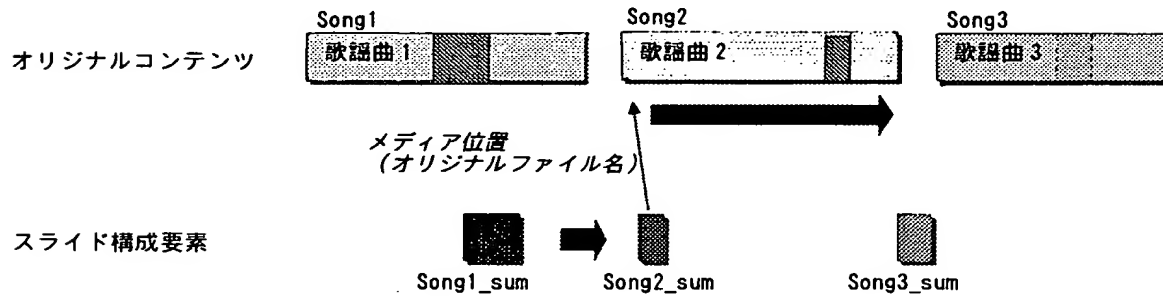 Song1 Song2 Song3
オリジナルコンテンツ 歌謡曲1 歌謡曲2 歌謡曲3
メディア位置
(オリジナルファイル名)
スライド構成要素
Song1_sum Song2_sum Song3_sum